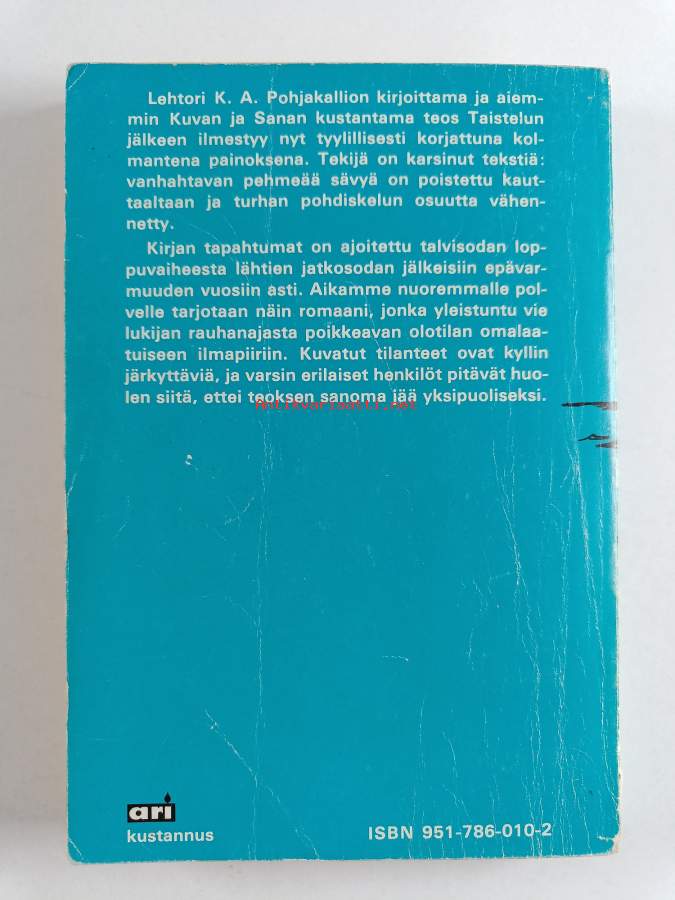 Lehtori K. A. Pohjakallion kirjoittama ja aiem-
min Kuvan ja Sanan kustantama teos Taistelun
jälkeen ilmestyy nyt tyylillisesti korjattuna kol-
mantena painoksena. Tekijä on karsinut tekstiä:
vanhahtavan pehmeää sävyä on poistettu kaut-
taaltaan ja turhan pohdiskelun osuutta vähen-
netty.
Kirjan tapahtumat on ajoitettu talvisodan lop-
puvaiheesta lähtien jatkosodan jälkeisiin epävar-
muuden vuosiin asti. Aikamme nuoremmalle pol-
velle tarjotaan näin romaani, jonka yleistuntu vie
lukijan rauhanajasta poikkeavan olotilan omalaa-
tuiseen ilmapiiriin. Kuvatut tilanteet ovat kyllin
järkyttäviä, ja varsin erilaiset henkilöt pitävät huo-
len siitä, ettei teoksen sanoma jää yksipuoliseksi.
Antikvariaatti.net
ari
kustannus
ISBN 951-786-010-2